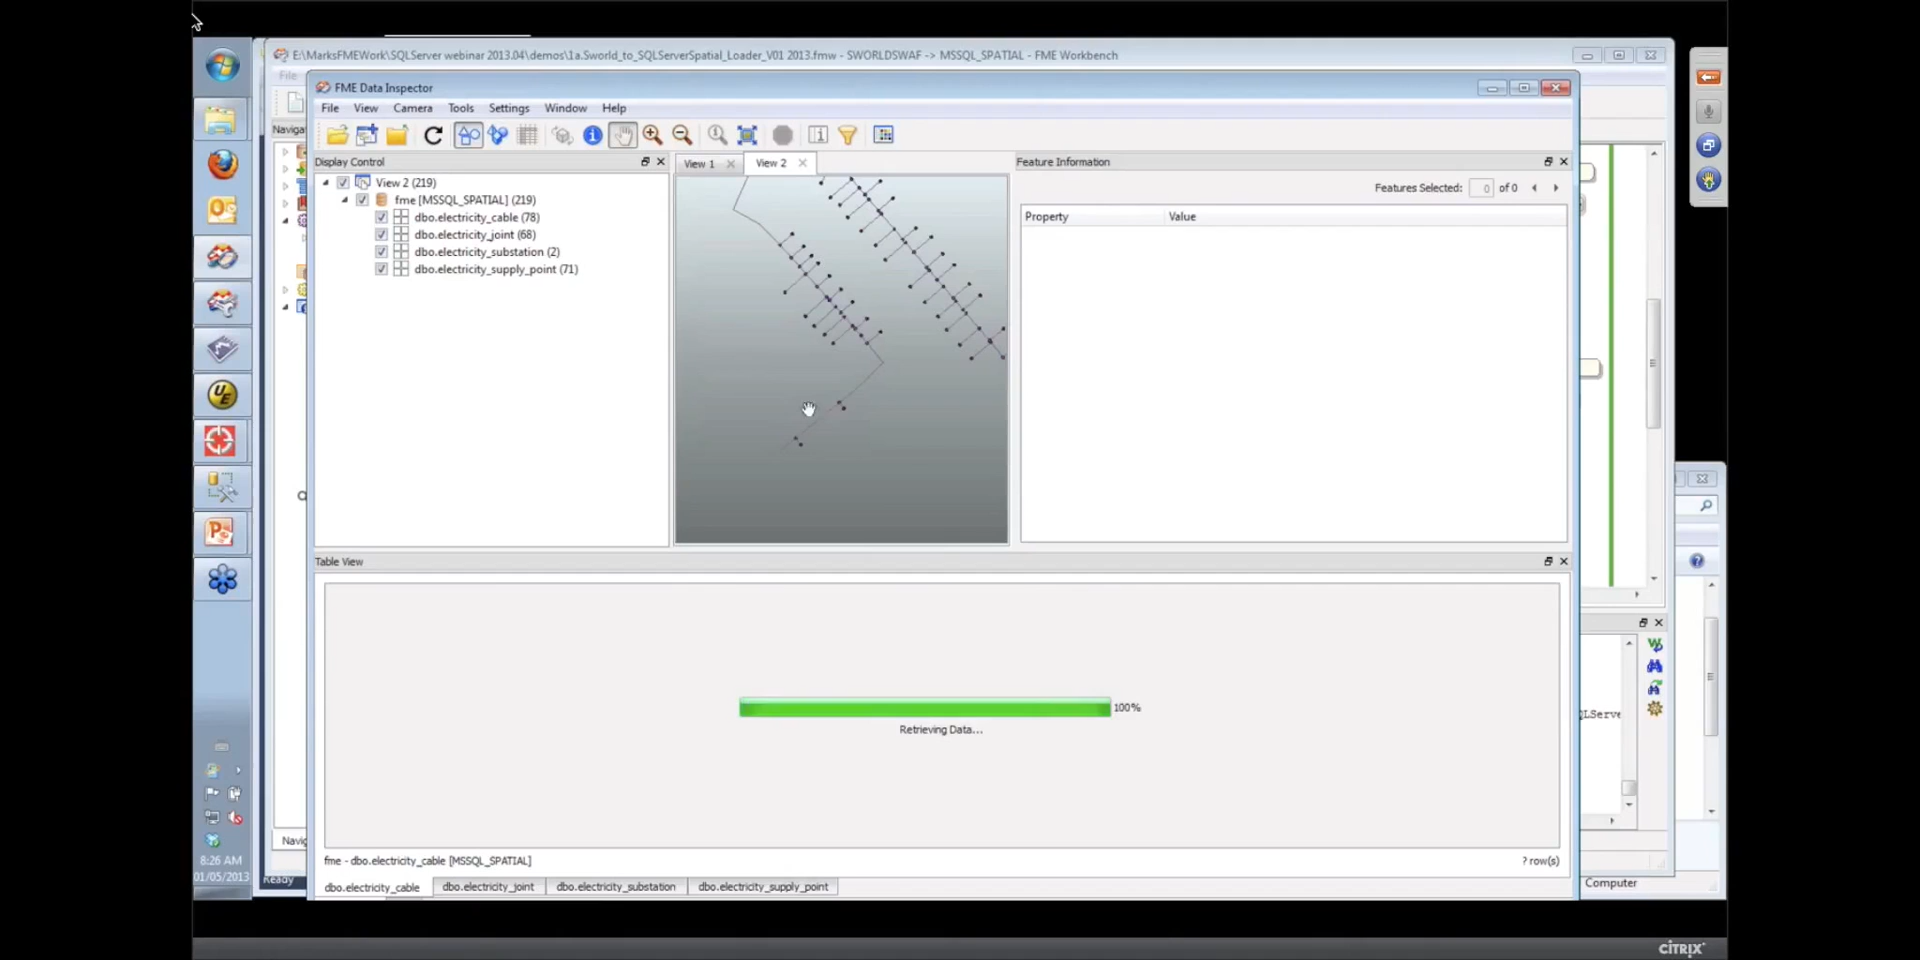 E:\MarksFMEWork\SQLServer webinar 2013.04\demos\1a.Sworld_to_SQLServerSpatial_Loader_V01 2013.fmw - SWORLDSWAF -> MSSQL_SPATIAL - FME Workbench
File
FME Data Inspector
File View Camera Tools Settings Window Help
Naviga
Display Control
View 1
View 2
Feature Information
View 2 (219)
fme [MSSQL_SPATIAL] (219)
dbo.electricity_cable (78)
dbo.electricity_joint (68)
dbo.electricity_substation (2)
dbo.electricity_supply_point (71)
Features Selected: 0 of 0
Property Value
Table View
100%
Retrieving Data...
QLServe
Navig
fme - dbo.electricity_cable [MSSQL_SPATIAL]
? row(s)
dbo.electricity_cable dbo.electricity_joint dbo.electricity_substation dbo.electricity_supply_point
8:26 AM
01/05/2013
Ready
Computer
CITRIX